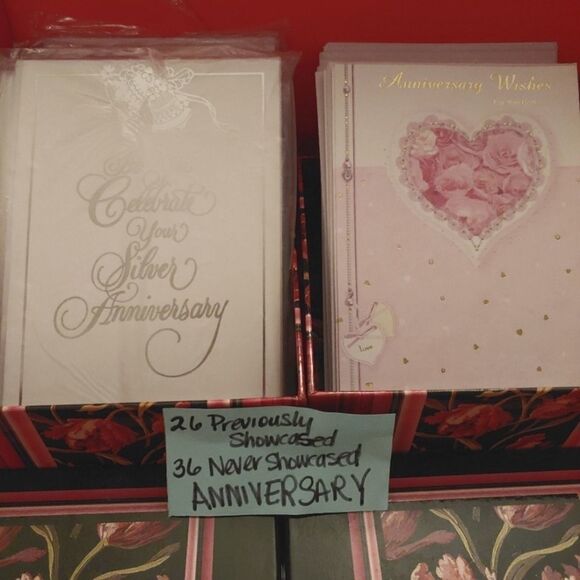 Celebrate
Your
Silver
Anniversary
Anniversary Wishes
Love
26 Previously
Showcased
36 Never Showcased
ANNIVERSARY